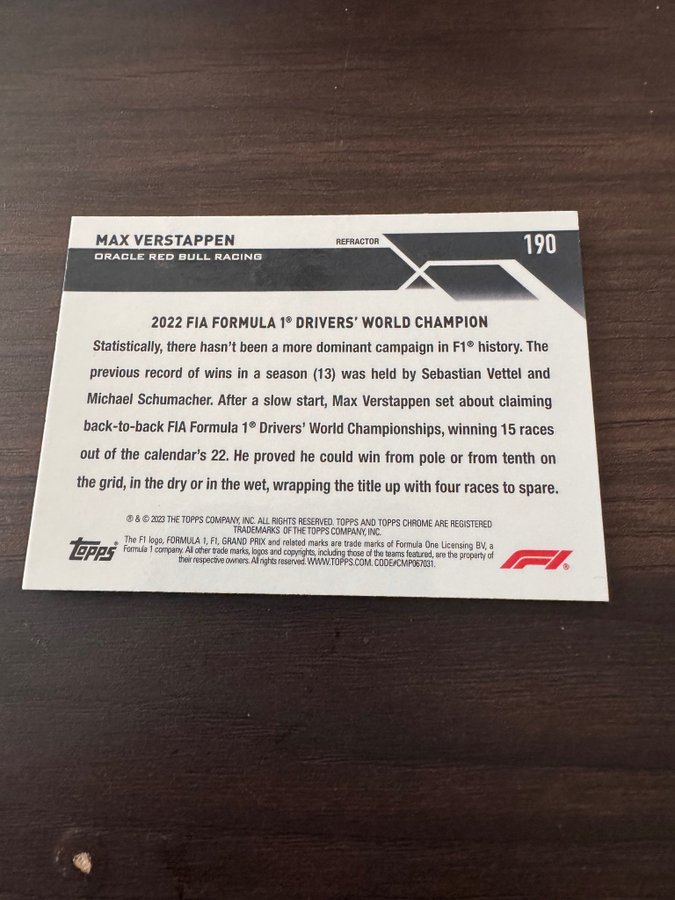 MAX VERSTAPPEN
REFRACTOR
190
ORACLE RED BULL RACING
2022 FIA FORMULA 1® DRIVERS' WORLD CHAMPION
Statistically, there hasn't been a more dominant campaign in F1® history. The
previous record of wins in a season (13) was held by Sebastian Vettel and
Michael Schumacher. After a slow start, Max Verstappen set about claiming
back-to-back FIA Formula 1® Drivers' World Championships, winning 15 races
out of the calendar's 22. He proved he could win from pole or from tenth on
the grid, in the dry or in the wet, wrapping the title up with four races to spare.
® & © 2023 THE TOPPS COMPANY, INC. ALL RIGHTS RESERVED. TOPPS AND TOPPS CHROME ARE REGISTERED
TRADEMARKS OF THE TOPPS COMPANY, INC.
The F1 logo, FORMULA 1, F1, GRAND PRIX and related marks are trade marks of Formula One Licensing BV, a
Formula 1 company. All other trade marks, logos and copyrights, including those of the teams featured, are the property of
their respective owners. All rights reserved. WWW.TOPPS.COM. CODE#CMP067031.
Topps®
F1®